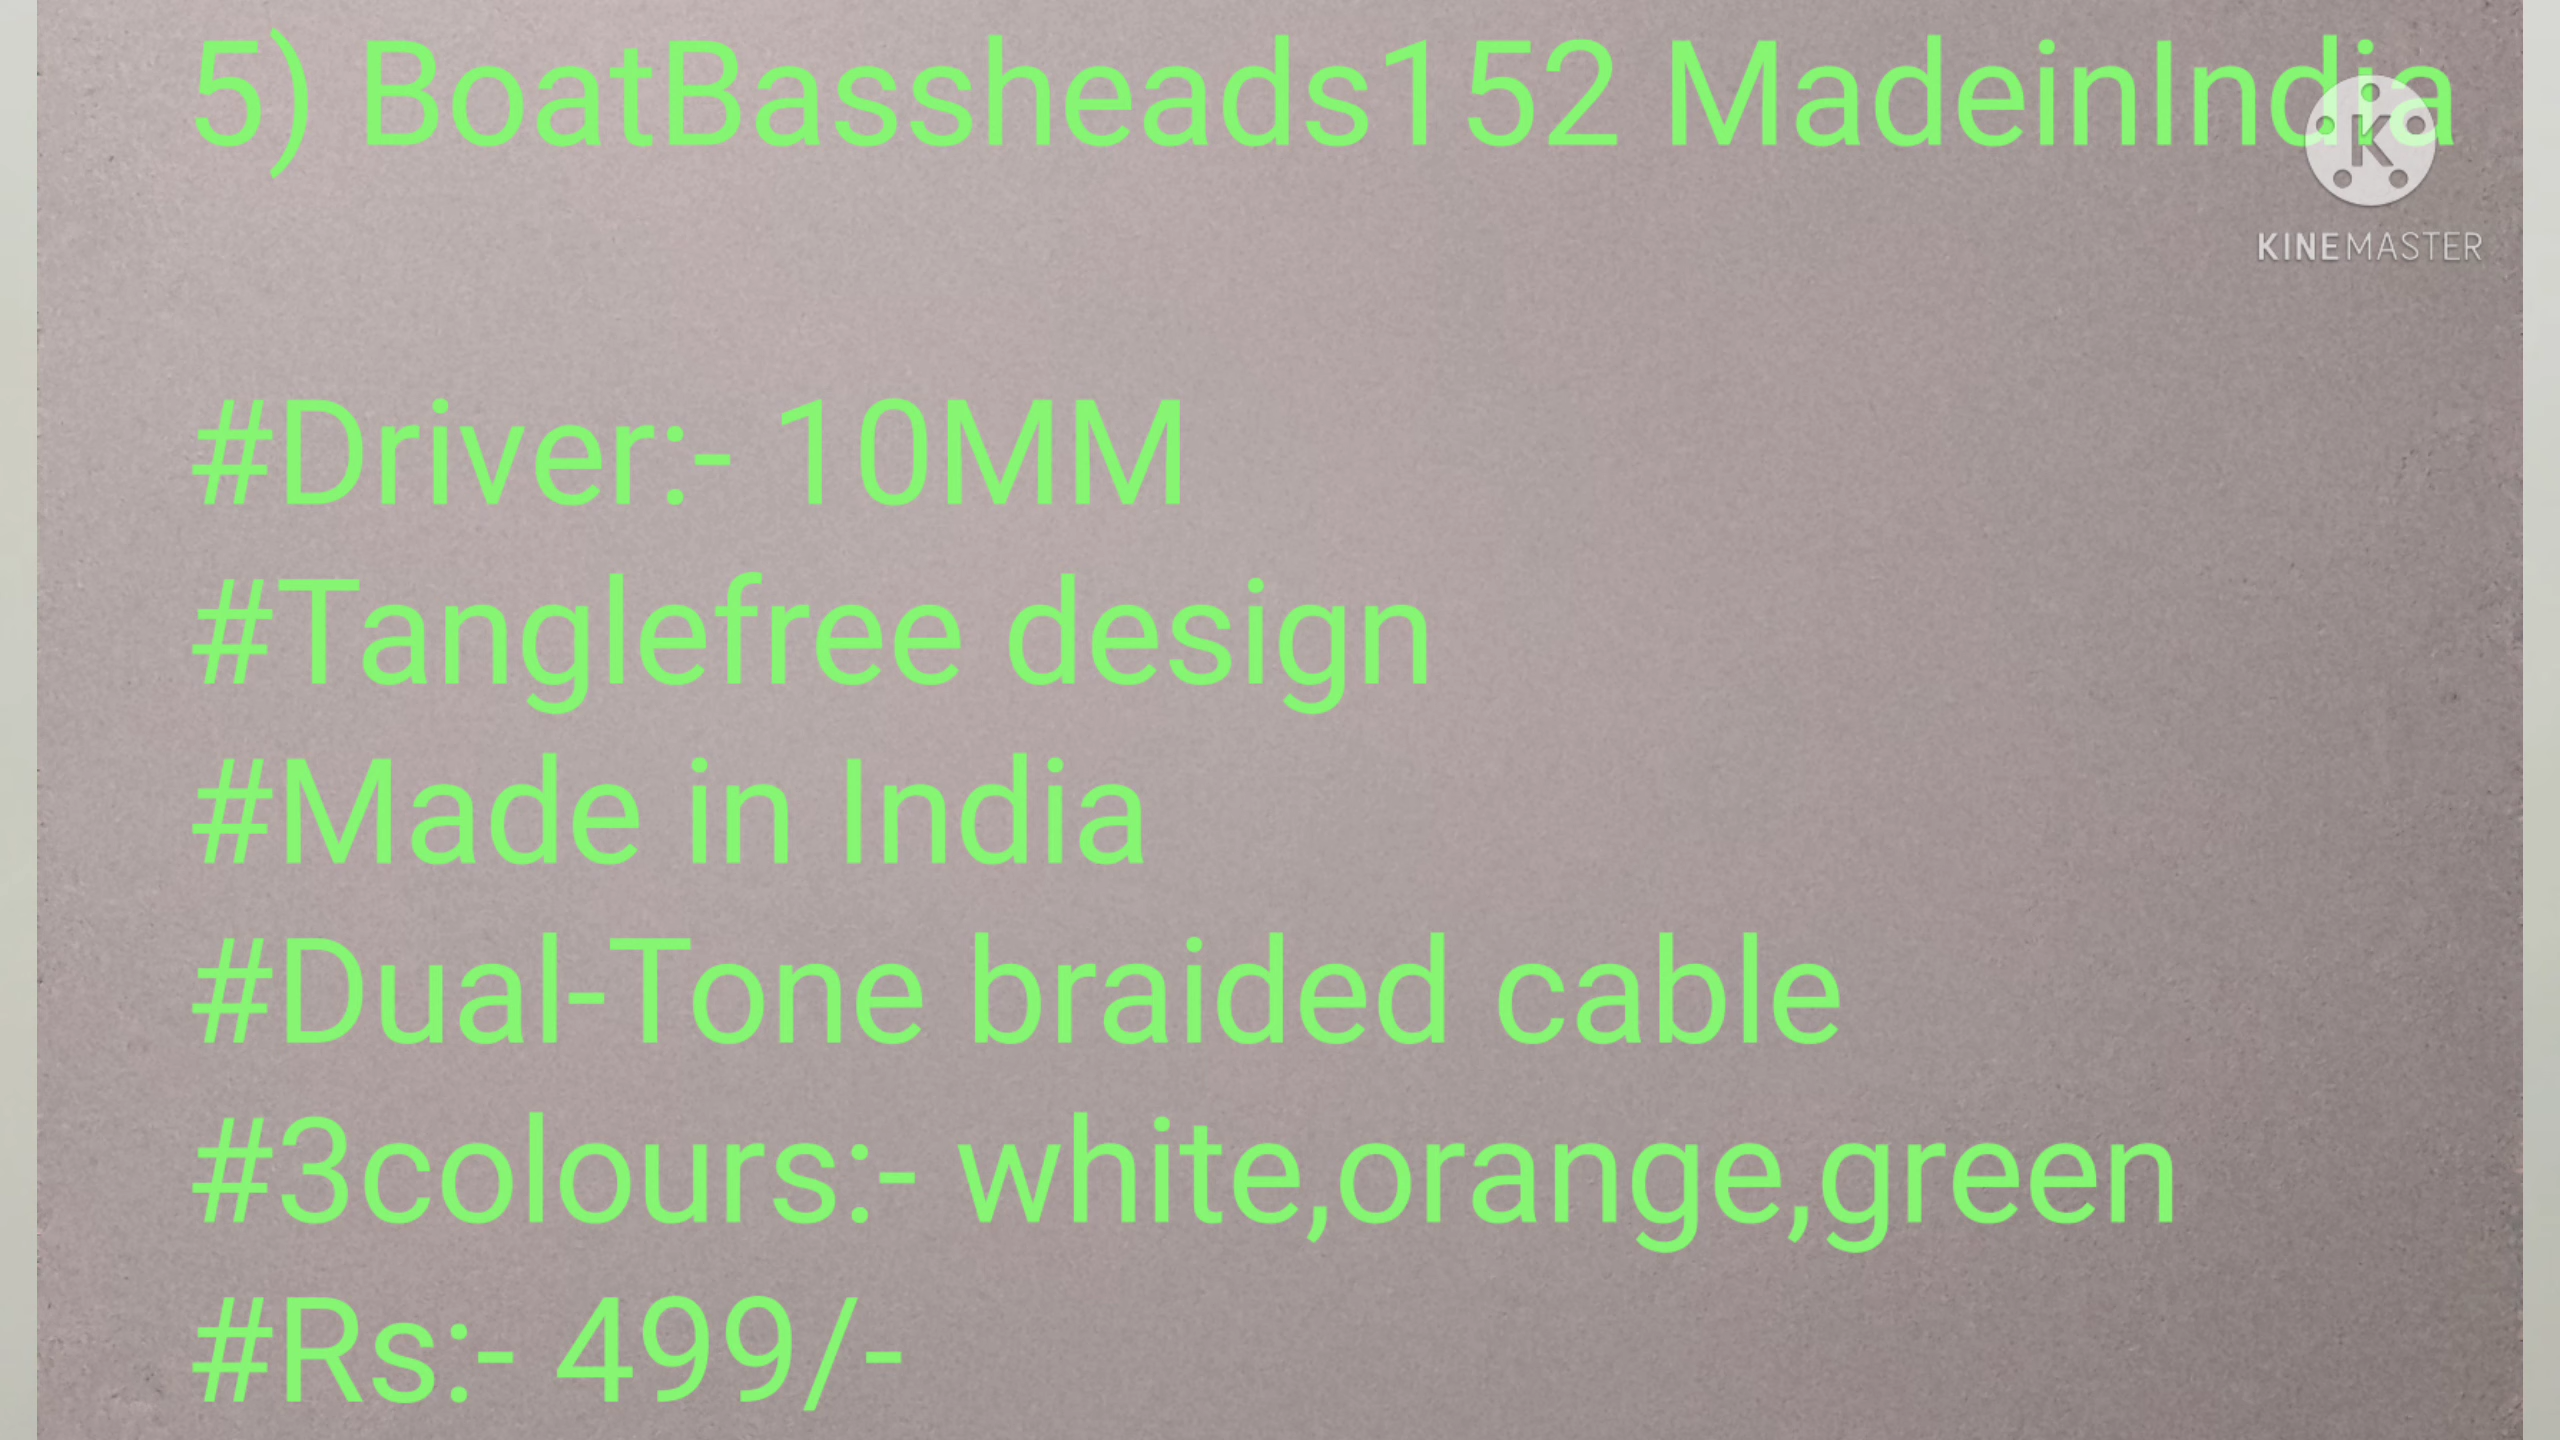 5) BoatBassheads152 MadeinIndia
KINEMASTER
#Driver:- 10MM
#Tanglefree design
#Made in India
#Dual-Tone braided cable
#3colours:- white,orange,green
#Rs:- 499/-